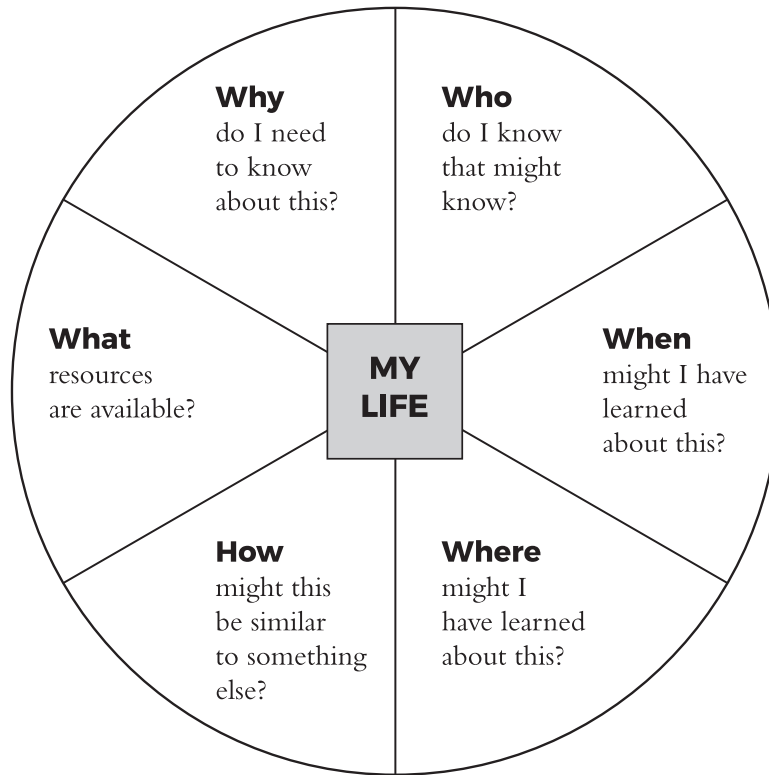 Why
do I need
to know
about this?
Who
do I know
that might
know?
What
resources
are available?
MY
LIFE
When
might I have
learned
about this?
How
might this
be similar
to something
else?
Where
might I
have learned
about this?